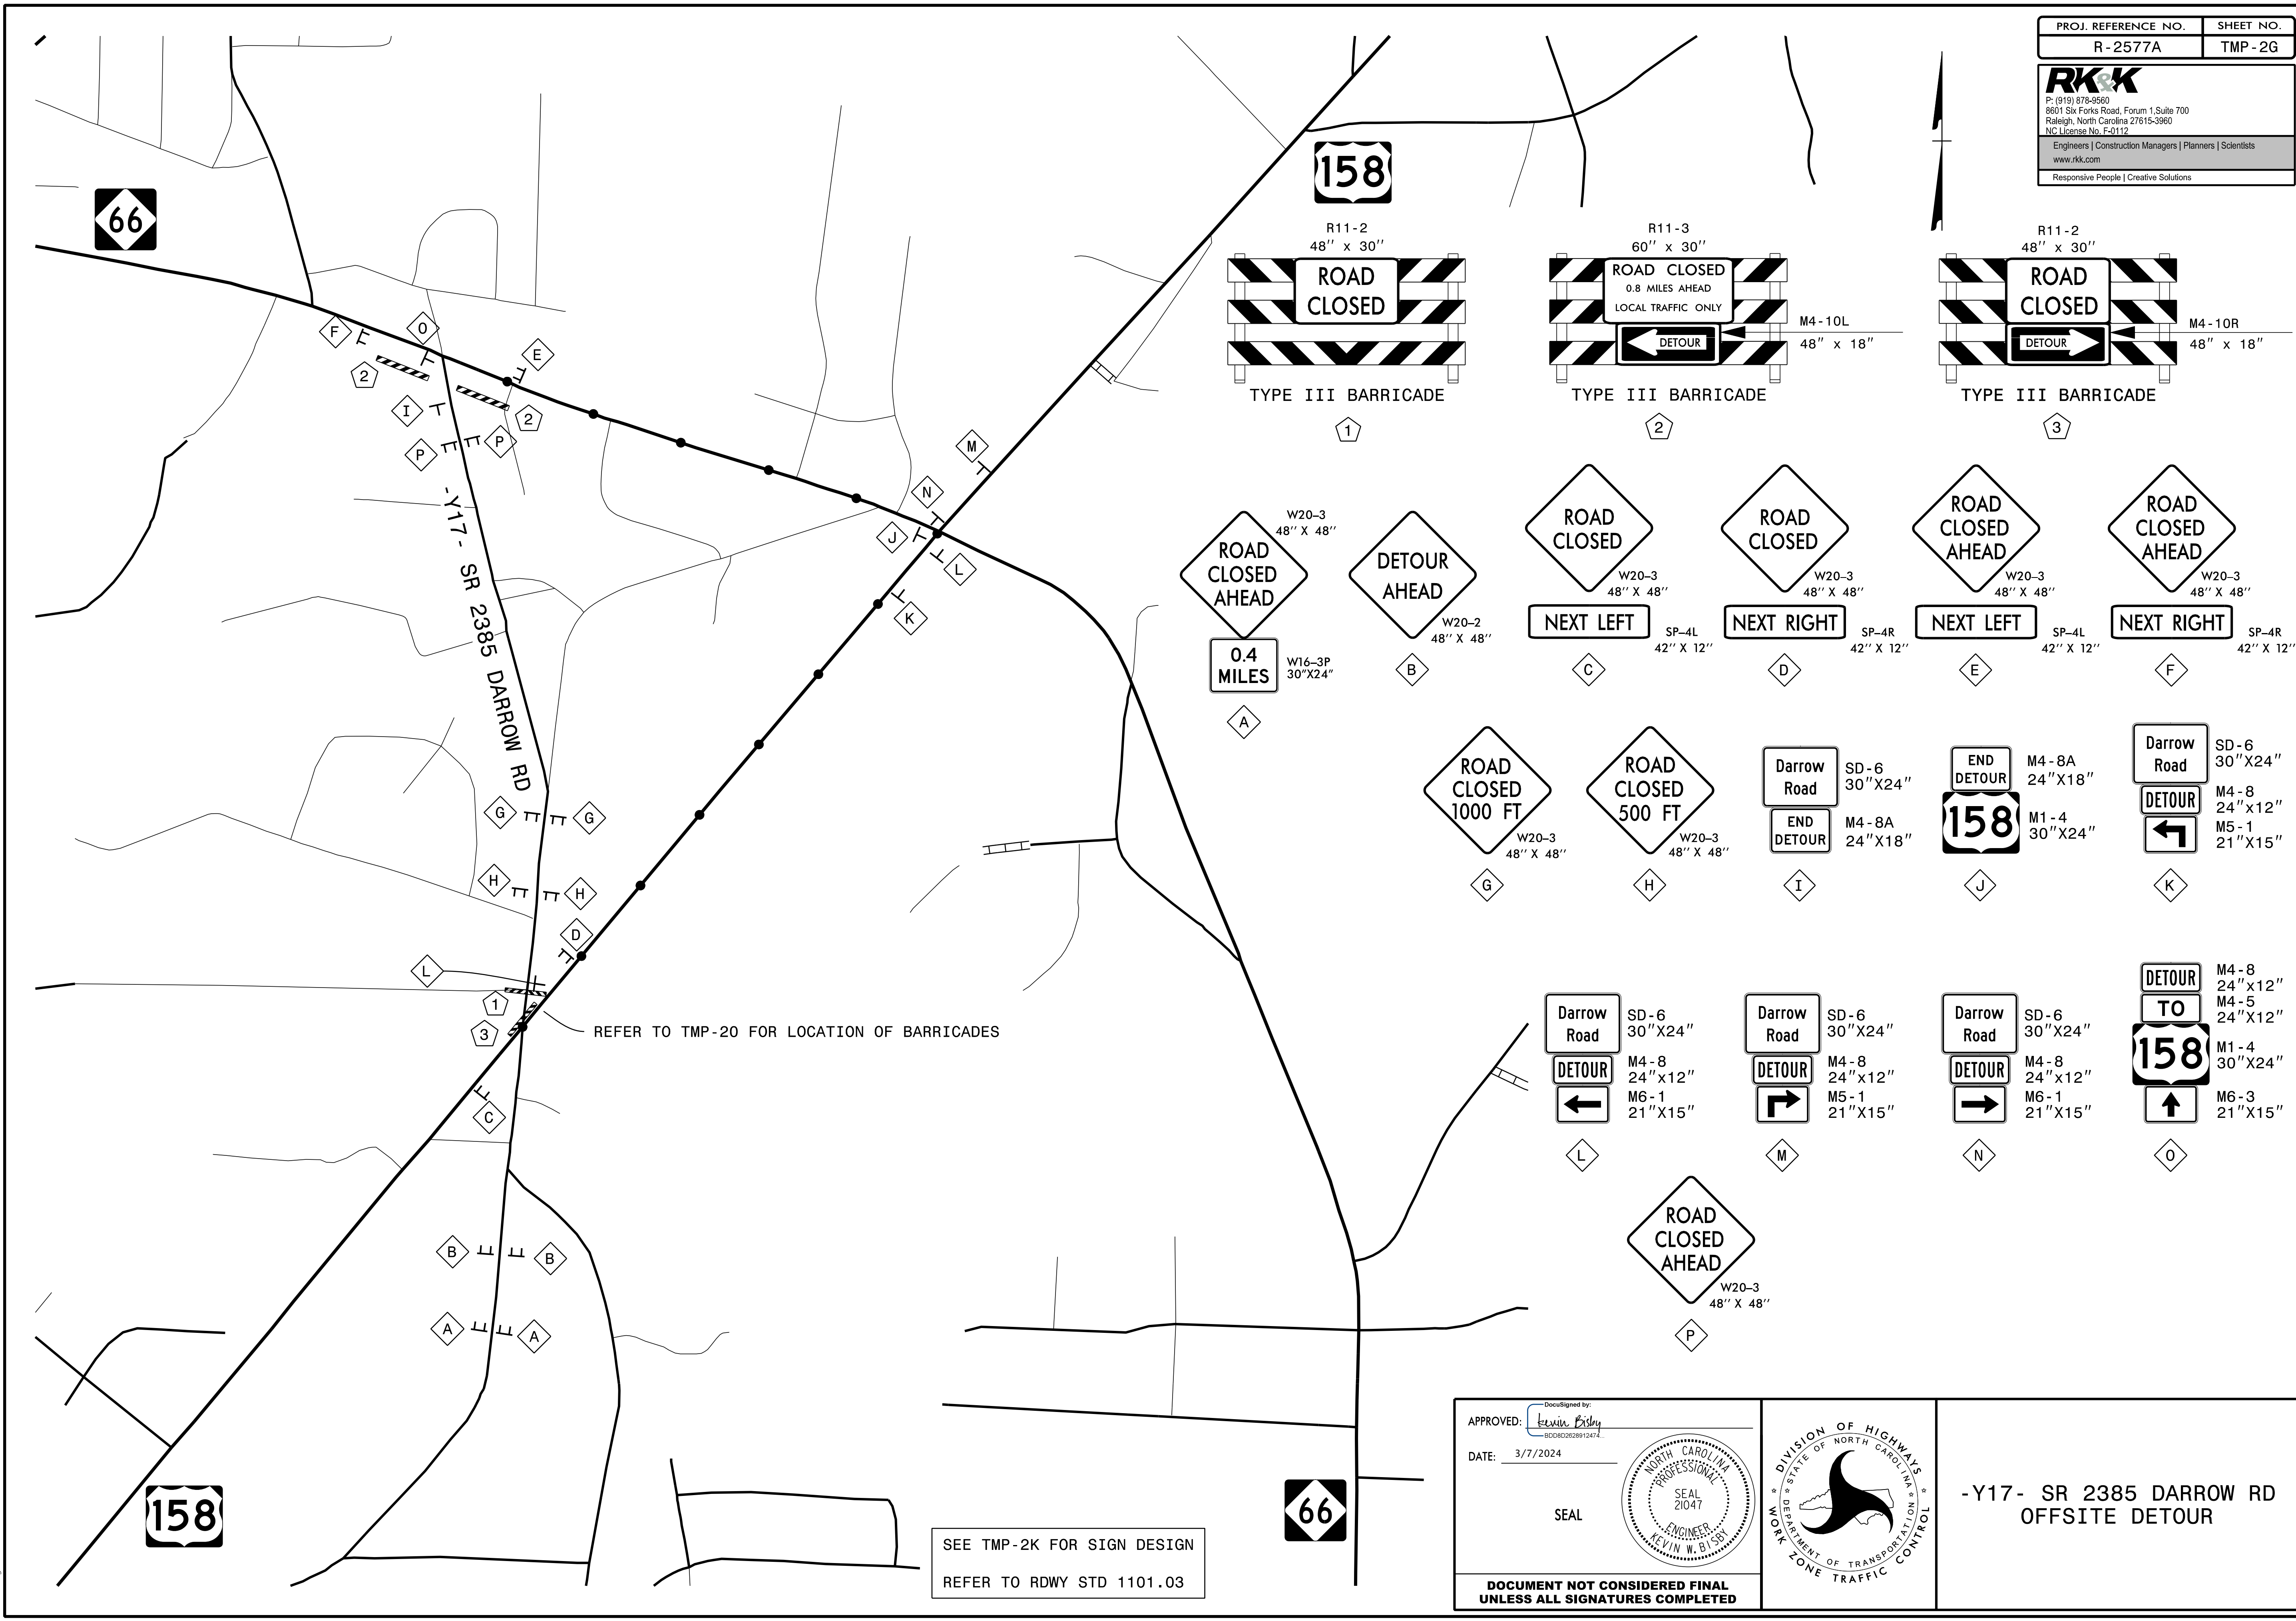 PROJ. REFERENCE NO. SHEET NO.
R-2577A TMP-2G
RK&K
P: (919) 878-9560
8601 Six Forks Road, Forum 1,Suite 700
Raleigh, North Carolina 27615-3960
NC License No. F-0112
Engineers | Construction Managers | Planners | Scientists
www.rkk.com
Responsive People | Creative Solutions
66
158
F
O
E
2
I
2
P
P
M
N
J
L
K
-Y17- SR 2385 DARROW RD
G
G
H
H
D
L
1
3
REFER TO TMP-20 FOR LOCATION OF BARRICADES
C
B
B
A
A
158
66
R11-2
48'' x 30''
ROAD
CLOSED
TYPE III BARRICADE
1
R11-3
60'' x 30''
ROAD CLOSED
0.8 MILES AHEAD
LOCAL TRAFFIC ONLY
DETOUR
M4-10L
48" x 18"
TYPE III BARRICADE
2
R11-2
48'' x 30''
ROAD
CLOSED
DETOUR
M4-10R
48" x 18"
TYPE III BARRICADE
3
W20-3
48'' X 48''
ROAD
CLOSED
AHEAD
0.4
MILES
W16-3P
30"X24"
A
DETOUR
AHEAD
W20-2
48'' X 48''
B
ROAD
CLOSED
W20-3
48'' X 48''
NEXT LEFT
SP-4L
42'' X 12''
C
ROAD
CLOSED
W20-3
48'' X 48''
NEXT RIGHT
SP-4R
42'' X 12''
D
ROAD
CLOSED
AHEAD
W20-3
48'' X 48''
NEXT LEFT
SP-4L
42'' X 12''
E
ROAD
CLOSED
AHEAD
W20-3
48'' X 48''
NEXT RIGHT
SP-4R
42'' X 12''
F
ROAD
CLOSED
1000 FT
W20-3
48'' X 48''
G
ROAD
CLOSED
500 FT
W20-3
48'' X 48''
H
Darrow
Road
SD-6
30"X24"
END
DETOUR
M4-8A
24"X18"
I
END
DETOUR
M4-8A
24"X18"
158
M1-4
30"X24"
J
Darrow
Road
SD-6
30"X24"
DETOUR
M4-8
24"x12"
M5-1
21"X15"
K
Darrow
Road
SD-6
30"X24"
DETOUR
M4-8
24"x12"
M6-1
21"X15"
L
Darrow
Road
SD-6
30"X24"
DETOUR
M4-8
24"x12"
M5-1
21"X15"
M
Darrow
Road
SD-6
30"X24"
DETOUR
M4-8
24"x12"
M6-1
21"X15"
N
DETOUR
M4-8
24"x12"
TO
M4-5
24"X12"
158
M1-4
30"X24"
M6-3
21"X15"
O
ROAD
CLOSED
AHEAD
W20-3
48'' X 48''
P
SEE TMP-2K FOR SIGN DESIGN
REFER TO RDWY STD 1101.03
DocuSigned by:
APPROVED: Kevin Bisby
BDD8D2628912474...
DATE: 3/7/2024
SEAL
NORTH CAROLINA
PROFESSIONAL
SEAL
21047
ENGINEER
KEVIN W. BISBY
DOCUMENT NOT CONSIDERED FINAL
UNLESS ALL SIGNATURES COMPLETED
DIVISION OF HIGHWAYS
STATE OF NORTH CAROLINA
DEPARTMENT OF TRANSPORTATION
WORK ZONE TRAFFIC CONTROL
-Y17- SR 2385 DARROW RD
OFFSITE DETOUR